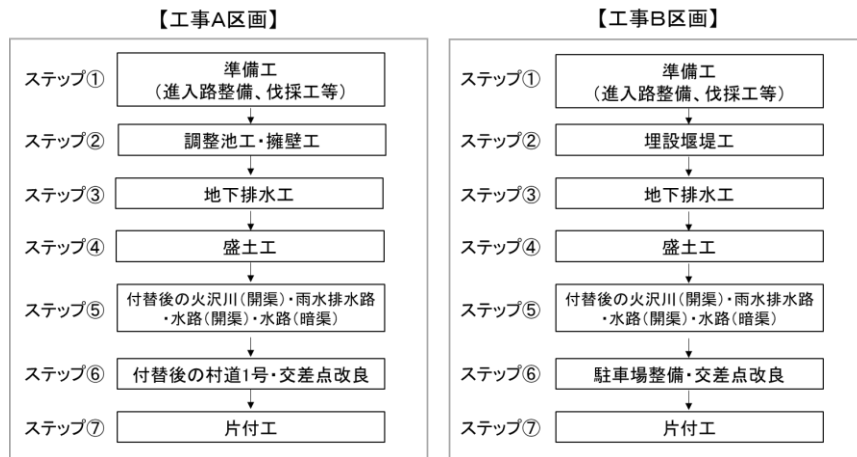 【工事A区画】
ステップ① 準備工
(進入路整備、伐採工等)
ステップ② 調整池工・擁壁工
ステップ③ 地下排水工
ステップ④ 盛土工
ステップ⑤ 付替後の火沢川(開渠)・雨水排水路
・水路(開渠)・水路(暗渠)
ステップ⑥ 付替後の村道1号・交差点改良
ステップ⑦ 片付工
【工事B区画】
ステップ① 準備工
(進入路整備、伐採工等)
ステップ② 埋設堰堤工
ステップ③ 地下排水工
ステップ④ 盛土工
ステップ⑤ 付替後の火沢川(開渠)・雨水排水路
・水路(開渠)・水路(暗渠)
ステップ⑥ 駐車場整備・交差点改良
ステップ⑦ 片付工